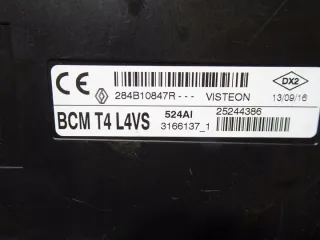 CE 284B10847R--- VISTEON DX2 13/09/16
BCM T4 L4VS 524AI 25244386
3166137_1